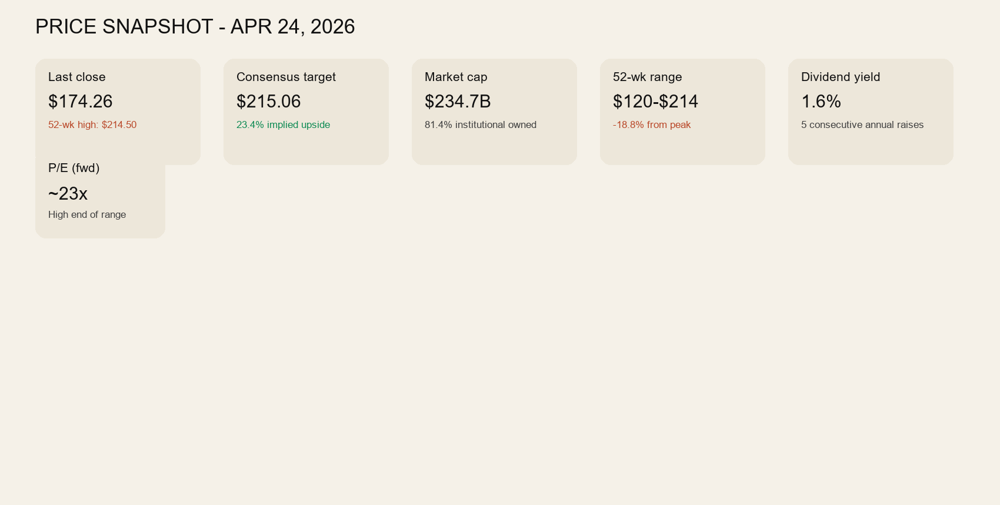 PRICE SNAPSHOT - APR 24, 2026
Last close
$174.26
52-wk high: $214.50
Consensus target
$215.06
23.4% implied upside
Market cap
$234.7B
81.4% institutional owned
52-wk range
$120-$214
-18.8% from peak
Dividend yield
1.6%
5 consecutive annual raises
P/E (fwd)
~23x
High end of range